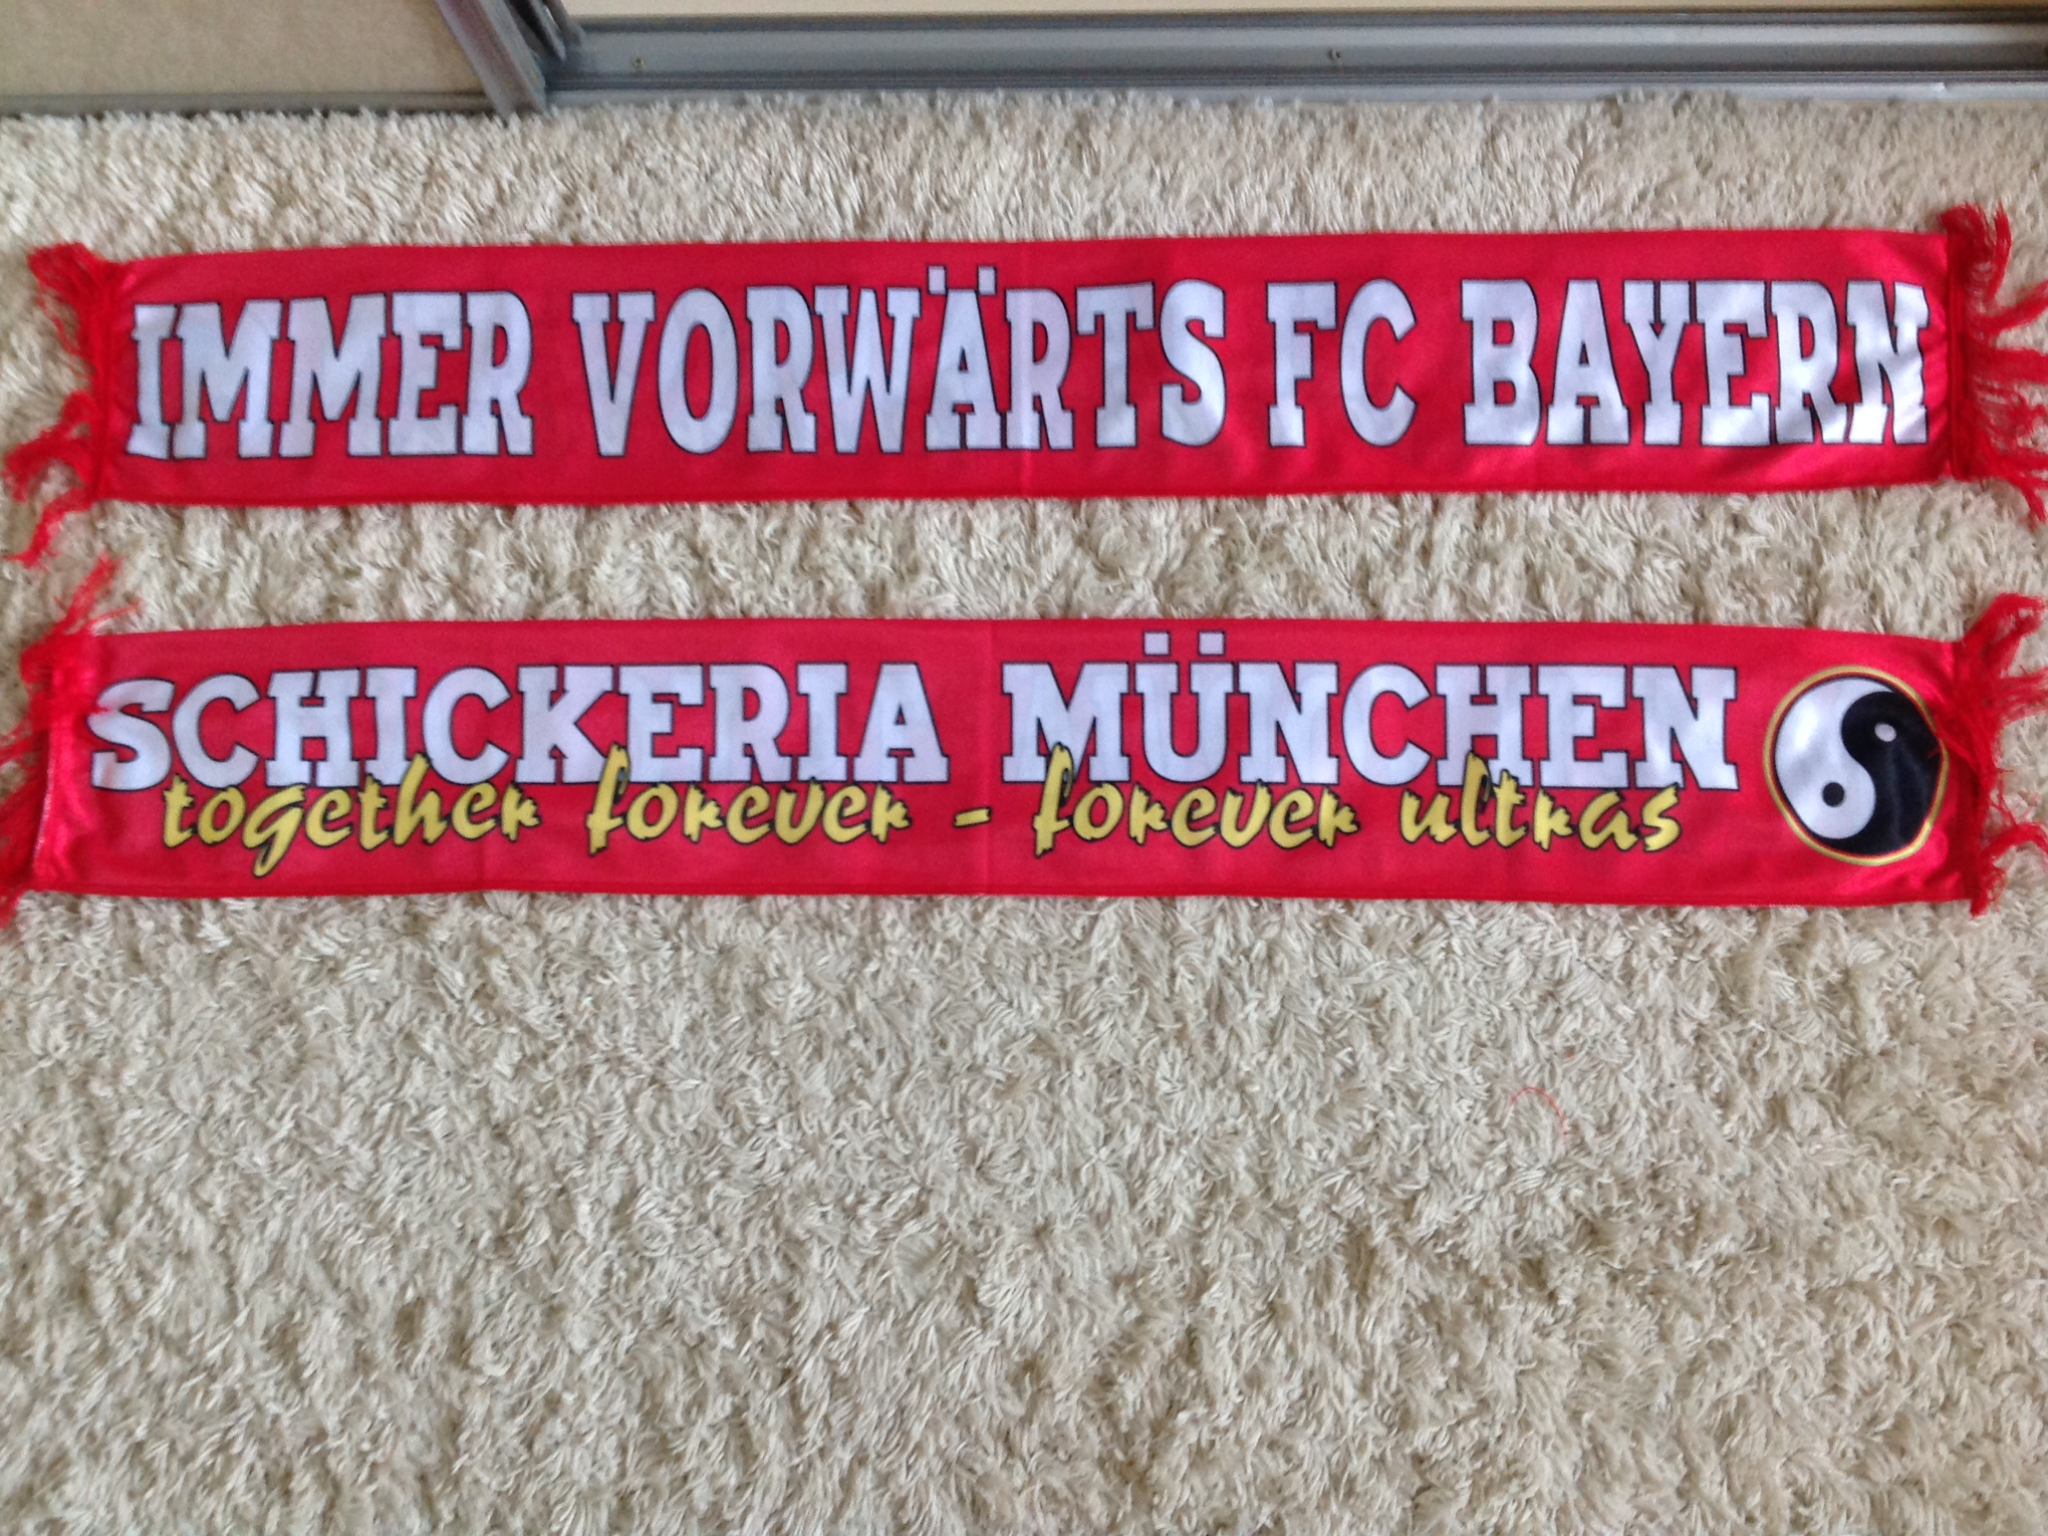 IMMER VORWÄRTS FC BAYERN
SCHICKERIA MÜNCHEN
together forever - forever ultras